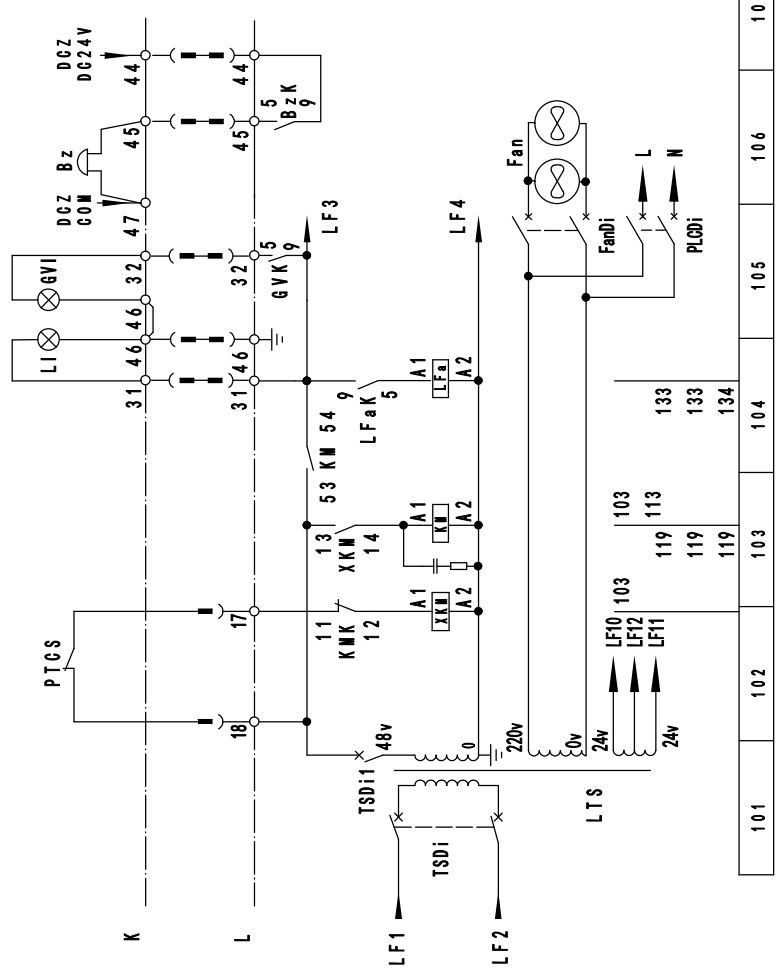 DCZ
DC24V
44
44
Bz
45
45
5
BzK
9
DCZ
COM
47
GVI
32
32
5
GVK
9
46
LF3
LI
46
46
31
31
53 KM 54
9
LFaK
5
A1
LFa
A2
LF4
13
XKM
14
A1
KM
A2
PTCS
17
11
KMK
12
A1
XKM
A2
18
TSDi1
48v
0
220v
0v
24v
24v
LF10
LF12
LF11
LTS
TSDi
LF1
LF2
K
L
Fan
FanDi
L
N
PLCDi
103
103
113
119
119
119
133
133
134
101
102
103
104
105
106
10